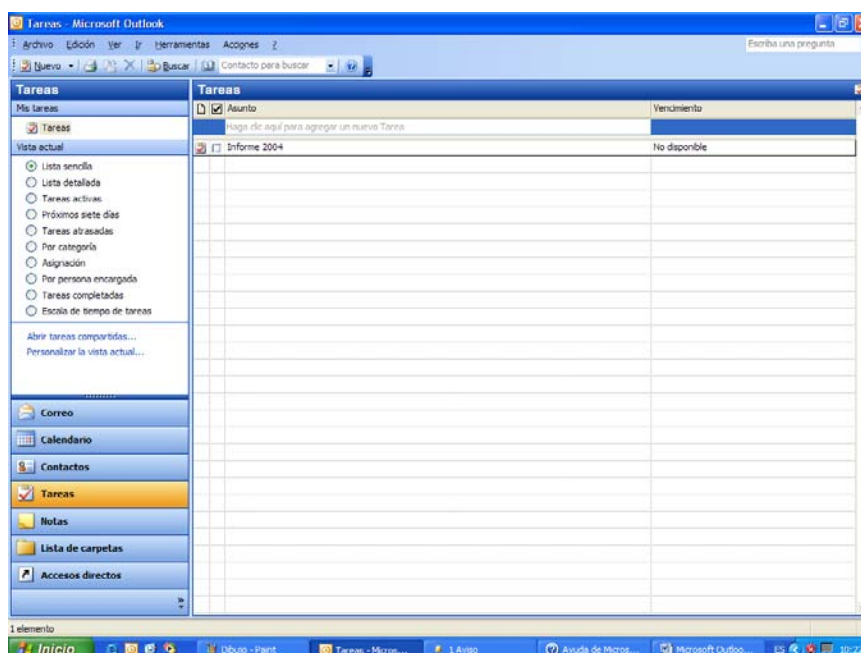 Tareas - Microsoft Outlook
Archivo Edición Ver Ir Herramientas Acciones ?
Escriba una pregunta
Nuevo Buscar Contacto para buscar
Tareas
Tareas
Mis tareas
Asunto
Vencimiento
Tareas
Haga clic aquí para agregar un nuevo Tarea
Vista actual
Informe 2004
No disponible
Lista sencilla
Lista detallada
Tareas activas
Próximos siete días
Tareas atrasadas
Por categoría
Asignación
Por persona encargada
Tareas completadas
Escala de tiempo de tareas
Abrir tareas compartidas...
Personalizar la vista actual...
Correo
Calendario
Contactos
Tareas
Notas
Lista de carpetas
Accesos directos
1 elemento
Inicio
Dibujo - Paint
Tareas - Micros...
1 Aviso
Ayuda de Micros...
Microsoft Outloo...
ES